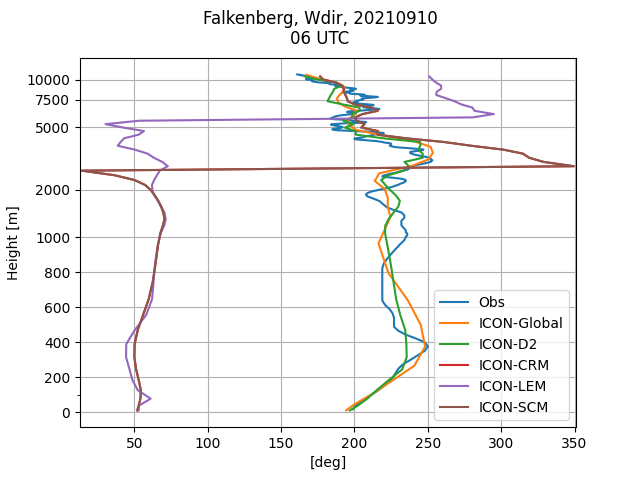 Falkenberg, Wdir, 20210910
06 UTC
10000
7500
5000
2000
1000
800
600
400
200
0
Height [m]
Obs
ICON-Global
ICON-D2
ICON-CRM
ICON-LEM
ICON-SCM
50 100 150 200 250 300 350
[deg]